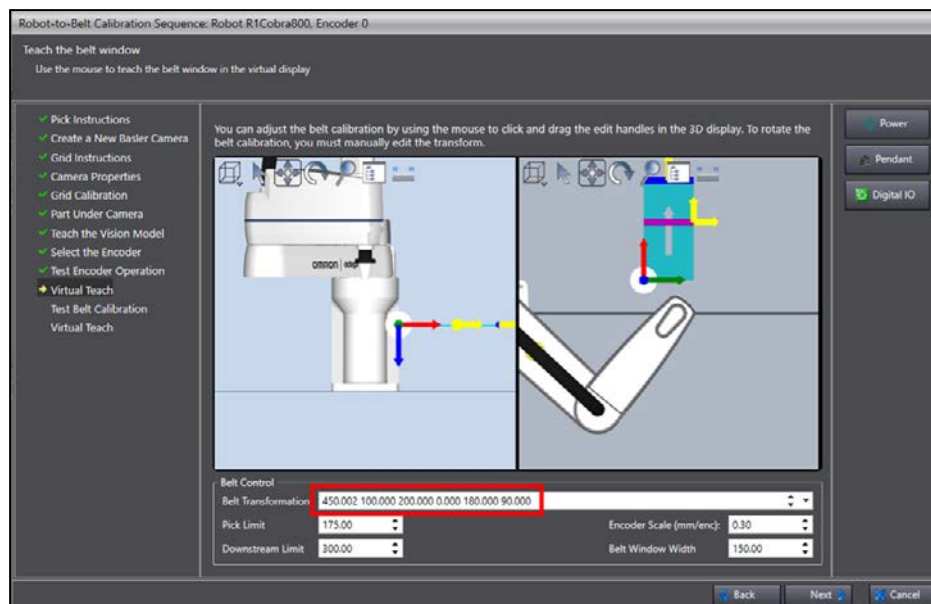 Robot-to-Belt Calibration Sequence: Robot R1Cobra800, Encoder 0
Teach the belt window
Use the mouse to teach the belt window in the virtual display
Pick Instructions
Create a New Basler Camera
Grid Instructions
Camera Properties
Grid Calibration
Part Under Camera
Teach the Vision Model
Select the Encoder
Test Encoder Operation
Virtual Teach
Test Belt Calibration
Virtual Teach
You can adjust the belt calibration by using the mouse to click and drag the edit handles in the 3D display. To rotate the
belt calibration, you must manually edit the transform.
OMRON
Power
Pendant
Digital IO
Belt Control
Belt Transformation 450.002 100.000 200.000 0.000 180.000 90.000
Pick Limit 175.00 Encoder Scale (mm/enc): 0.30
Downstream Limit 300.00 Belt Window Width 150.00
Back Next Cancel